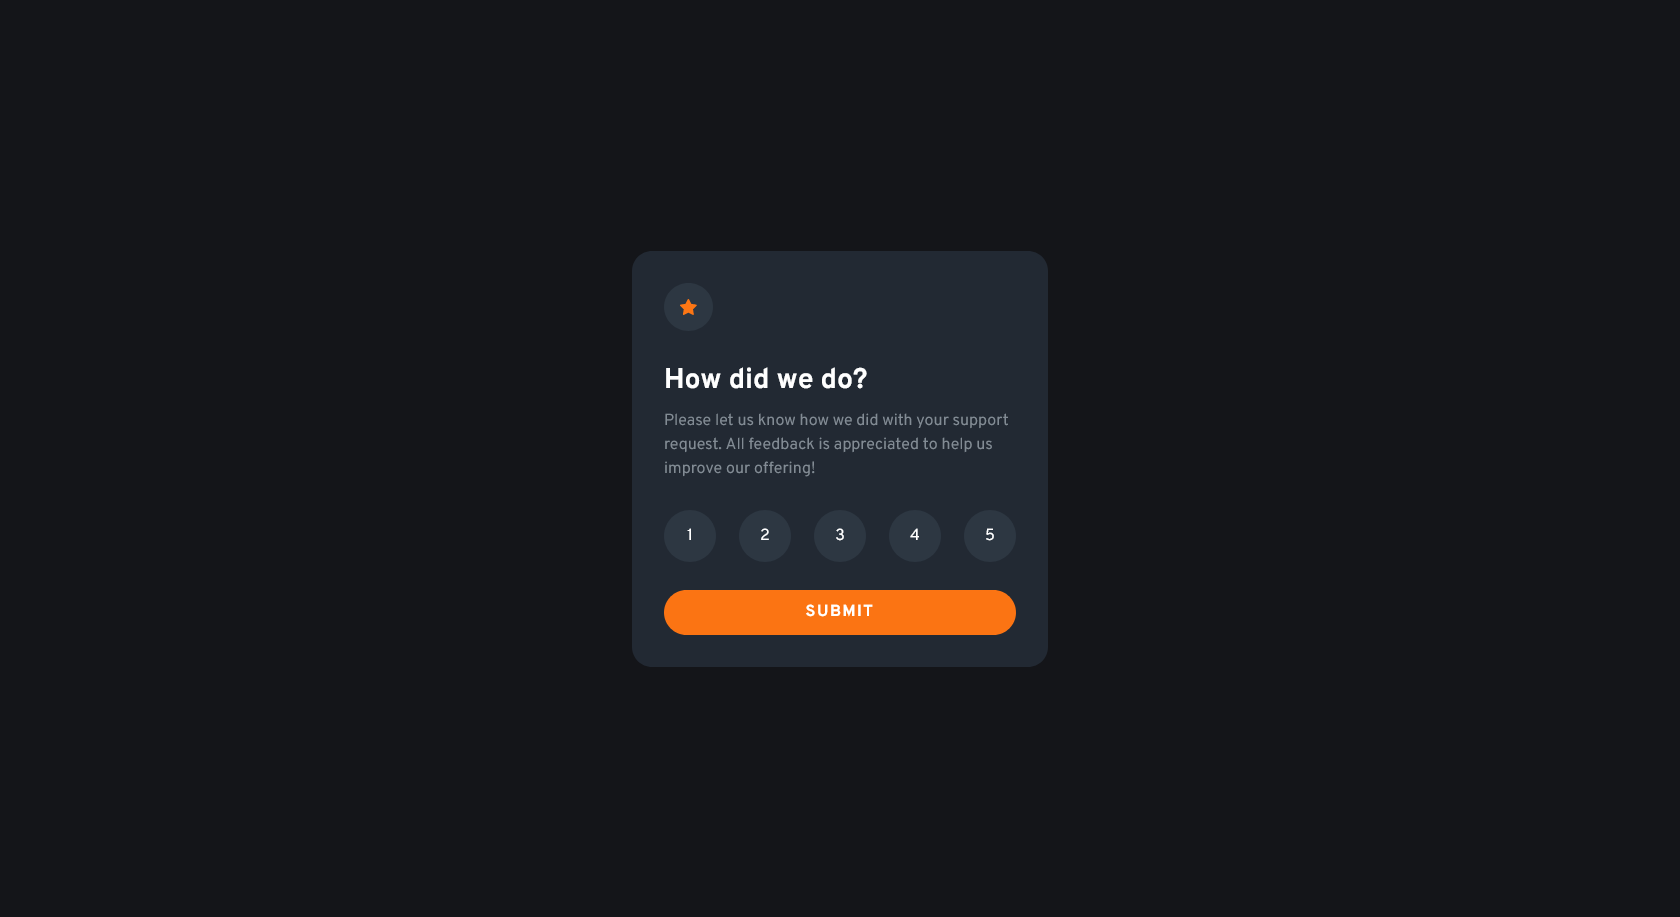 How did we do?
Please let us know how we did with your support
request. All feedback is appreciated to help us
improve our offering!
1 2 3 4 5
SUBMIT